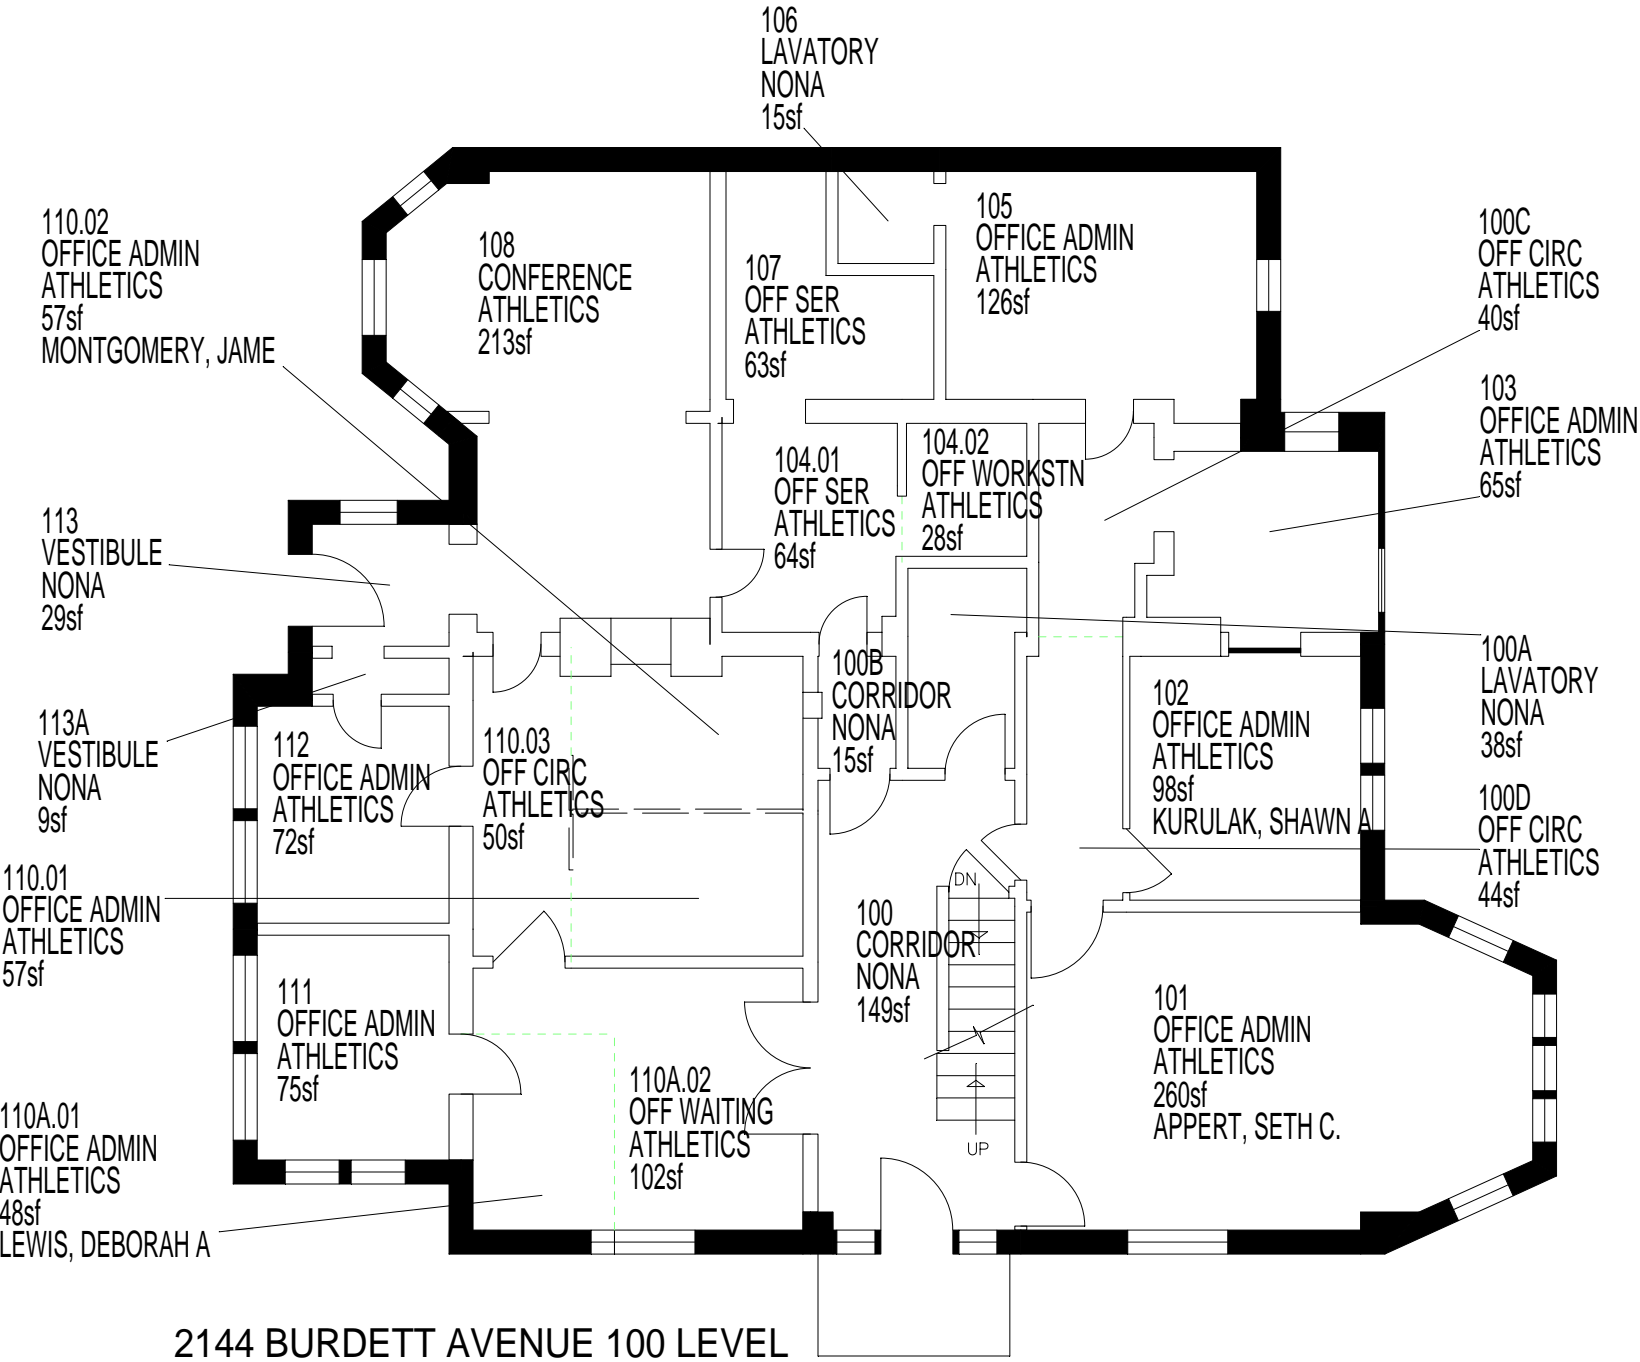 106
LAVATORY
NONA
15sf
110.02
OFFICE ADMIN
ATHLETICS
57sf
MONTGOMERY, JAME
108
CONFERENCE
ATHLETICS
213sf
107
OFF SER
ATHLETICS
63sf
105
OFFICE ADMIN
ATHLETICS
126sf
100C
OFF CIRC
ATHLETICS
40sf
103
OFFICE ADMIN
ATHLETICS
65sf
104.01
OFF SER
ATHLETICS
64sf
104.02
OFF WORKSTN
ATHLETICS
28sf
113
VESTIBULE
NONA
29sf
100A
LAVATORY
NONA
38sf
100B
CORRIDOR
NONA
15sf
102
OFFICE ADMIN
ATHLETICS
98sf
KURULAK, SHAWN A
113A
VESTIBULE
NONA
9sf
112
OFFICE ADMIN
ATHLETICS
72sf
110.03
OFF CIRC
ATHLETICS
50sf
100D
OFF CIRC
ATHLETICS
44sf
110.01
OFFICE ADMIN
ATHLETICS
57sf
DN
100
CORRIDOR
NONA
149sf
111
OFFICE ADMIN
ATHLETICS
75sf
101
OFFICE ADMIN
ATHLETICS
260sf
APPERT, SETH C.
110A.02
OFF WAITING
ATHLETICS
102sf
UP
110A.01
OFFICE ADMIN
ATHLETICS
48sf
LEWIS, DEBORAH A
2144 BURDETT AVENUE 100 LEVEL